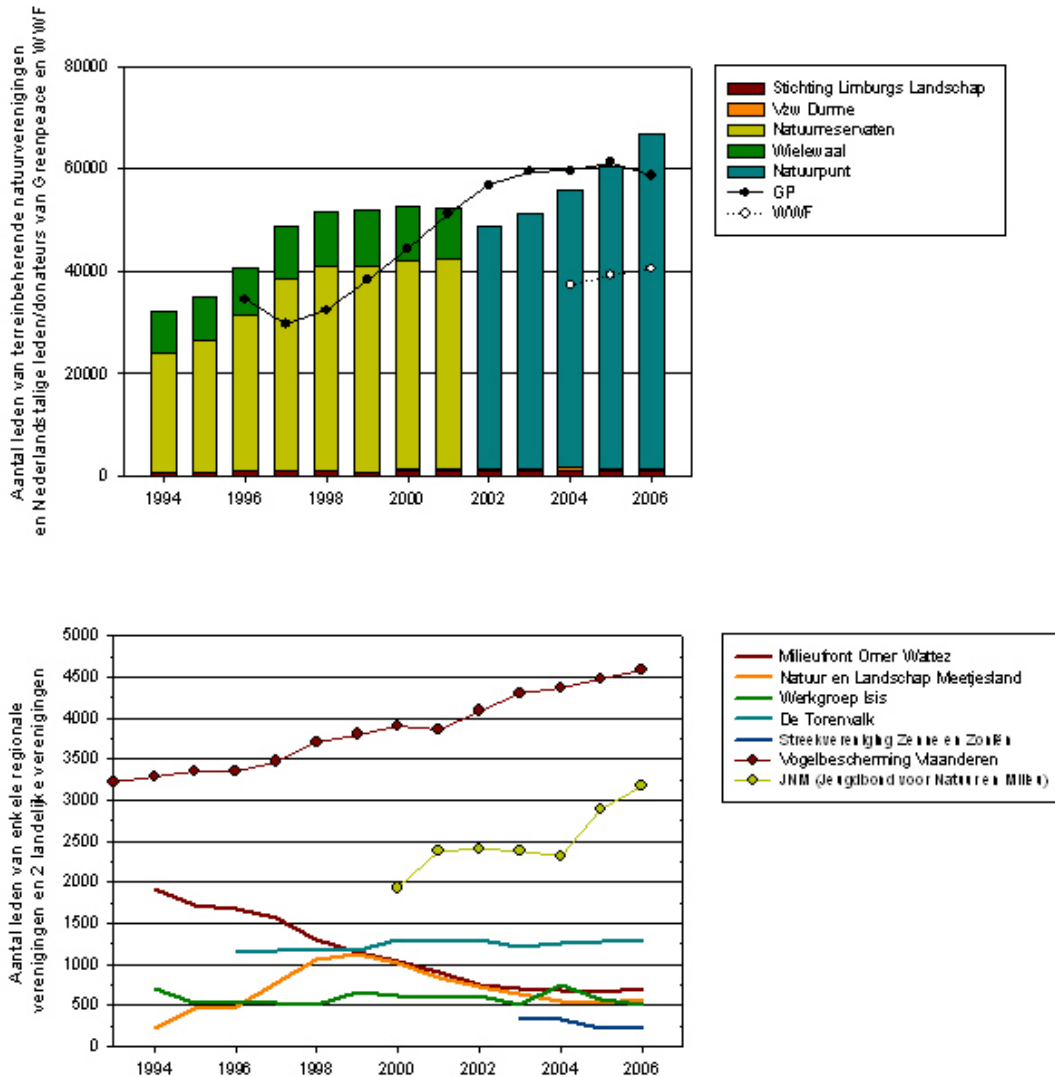 Aantal leden van terreinbeherende natuurverenigingen
en Nederlandstalige leden/donateurs van Greenpeace en WWF
80000
60000
40000
20000
0
1994
1996
1998
2000
2002
2004
2006
Stichting Limburgs Landschap
Vzw Durme
Natuurreservaten
Wielewaal
Natuurpunt
GP
WWF
Aantal leden van enkele regionale
verenigingen en 2 landelijke verenigingen
5000
4500
4000
3500
3000
2500
2000
1500
1000
500
0
1994
1996
1998
2000
2002
2004
2006
Milieufront Omer Wattez
Natuur en Landschap Meetjesland
Werkgroep Isis
De Torenvalk
Streekvereniging Zenne en Zoniën
Vogelbescherming Vlaanderen
JNM (Jeugdbond voor Natuur en Milieu)